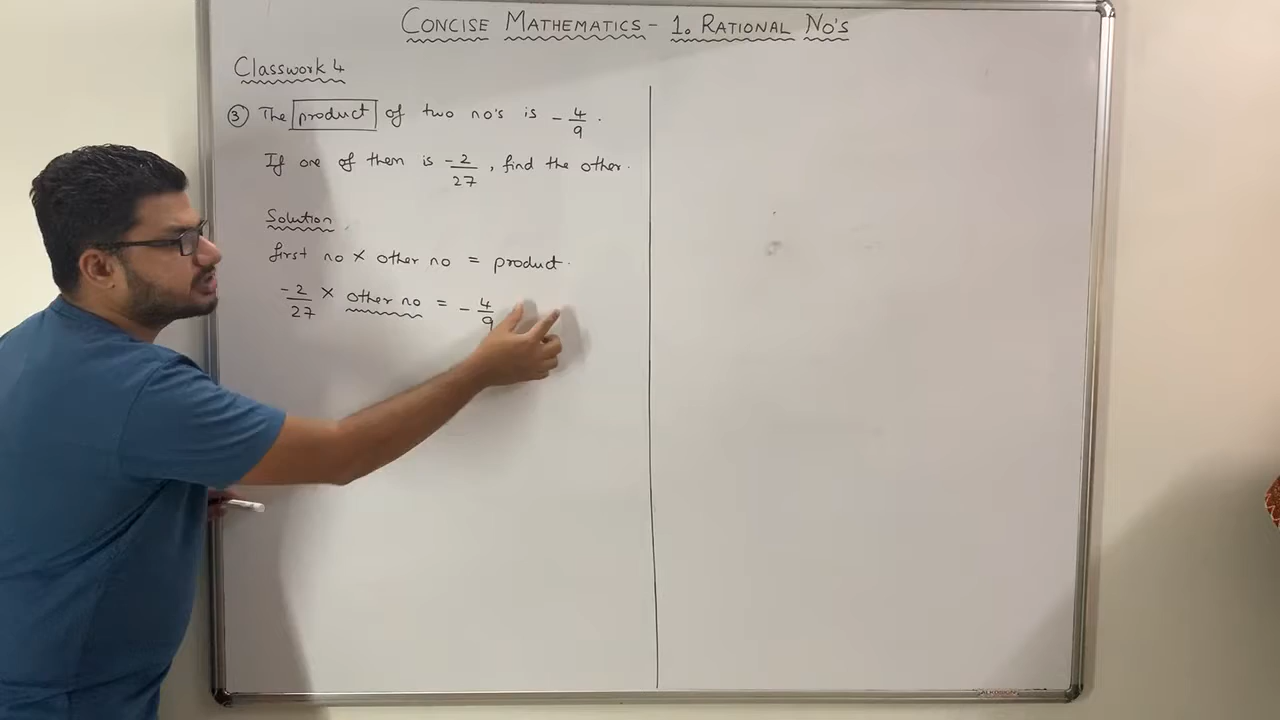 CONCISE MATHEMATICS - 1. RATIONAL NO'S
Classwork 4
③ The product of two no's is - 4/9 .
If one of them is -2/27 , find the other.
Solution
first no × other no = product.
-2/27 × other no = - 4/9